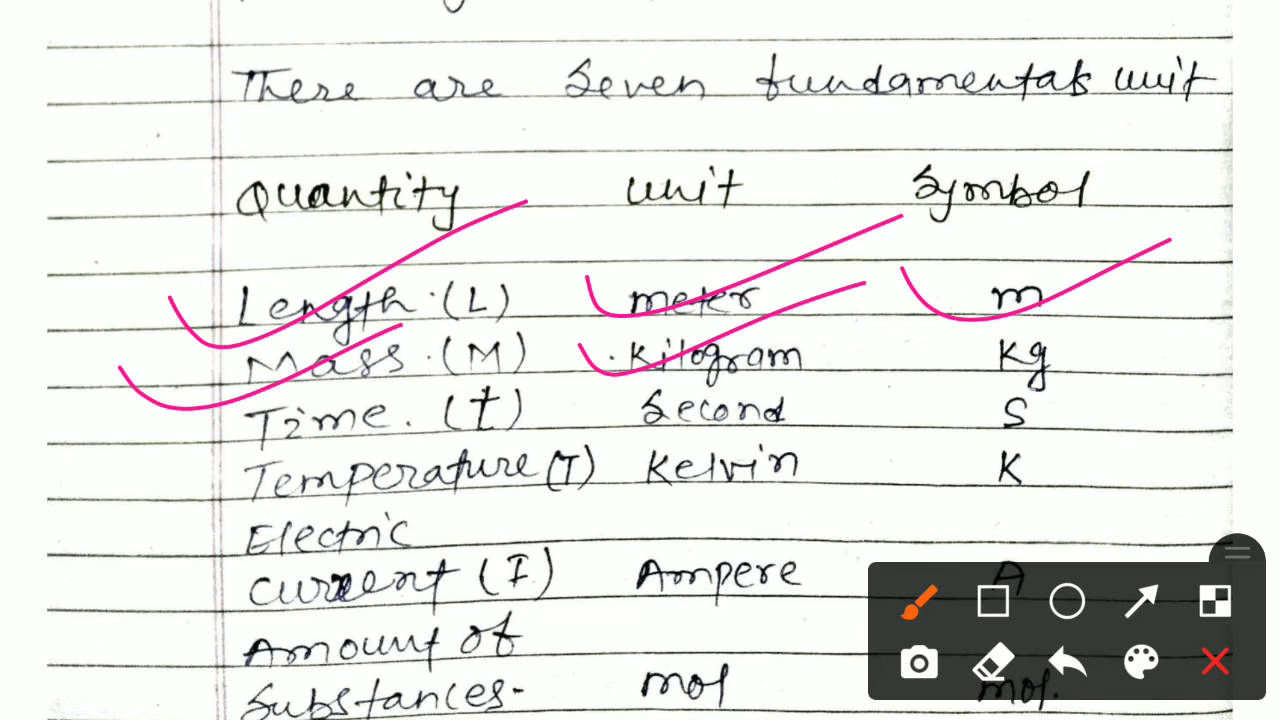 There are Seven fundamentals unit
Quantity unit Symbol
Length. (L) meter m
Mass. (M) .Kilogram Kg
Time. (t) Second S
Temperature (T) Kelvin K
Electric
Current (I) Ampere A
Amount of
Substances- mol mol.